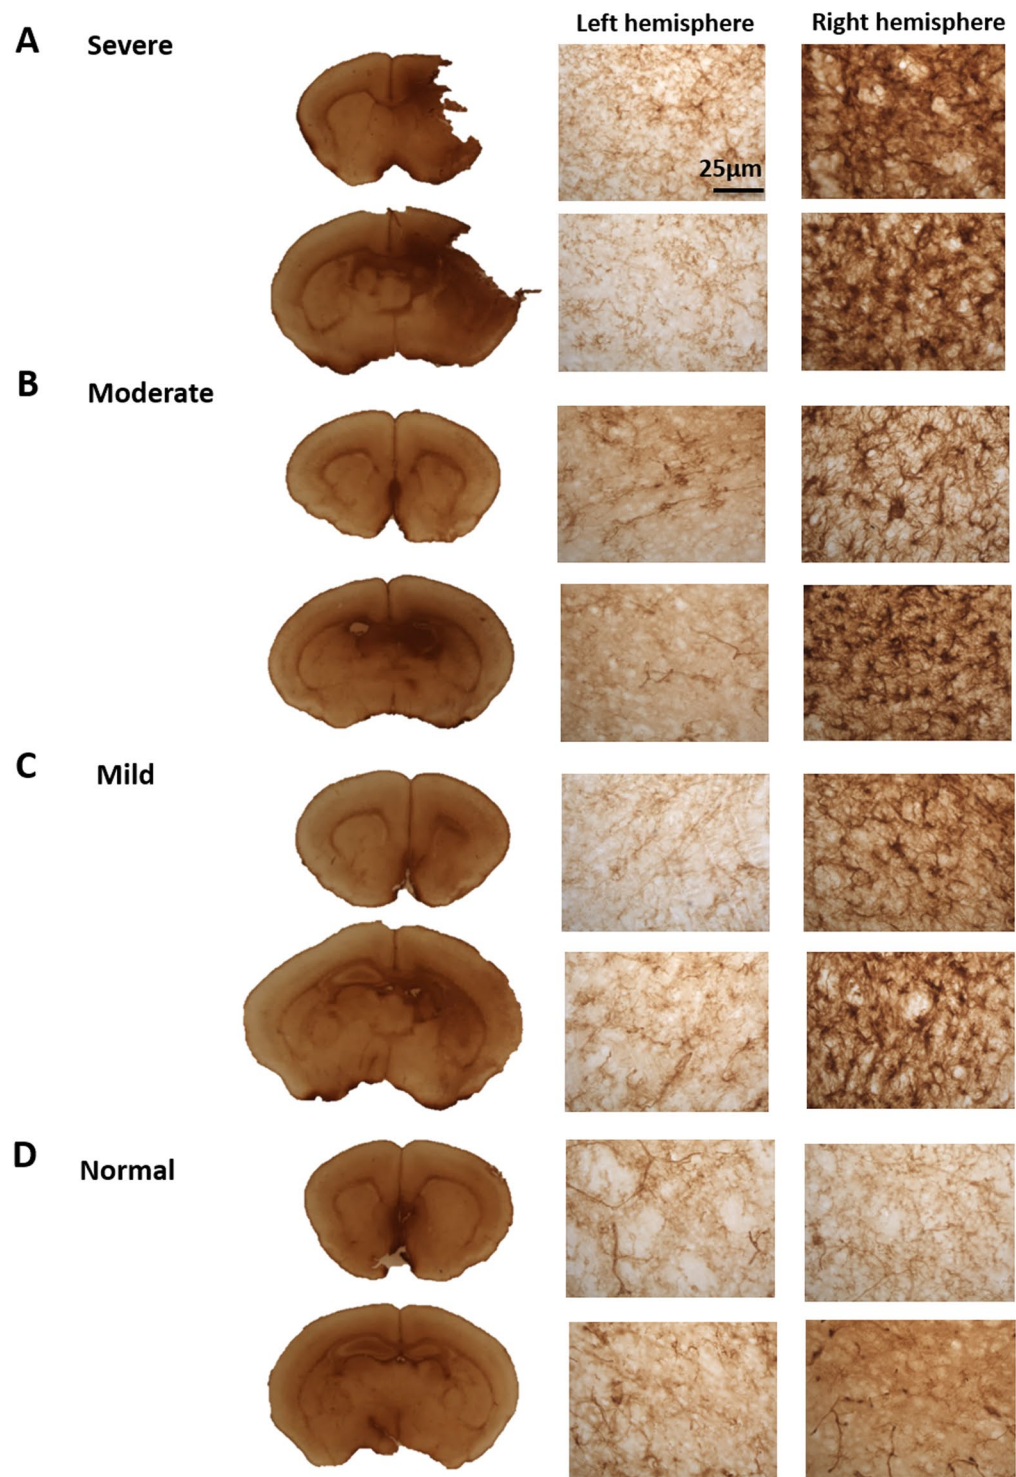 Left hemisphere Right hemisphere
A Severe
25µm
B Moderate
C Mild
D Normal